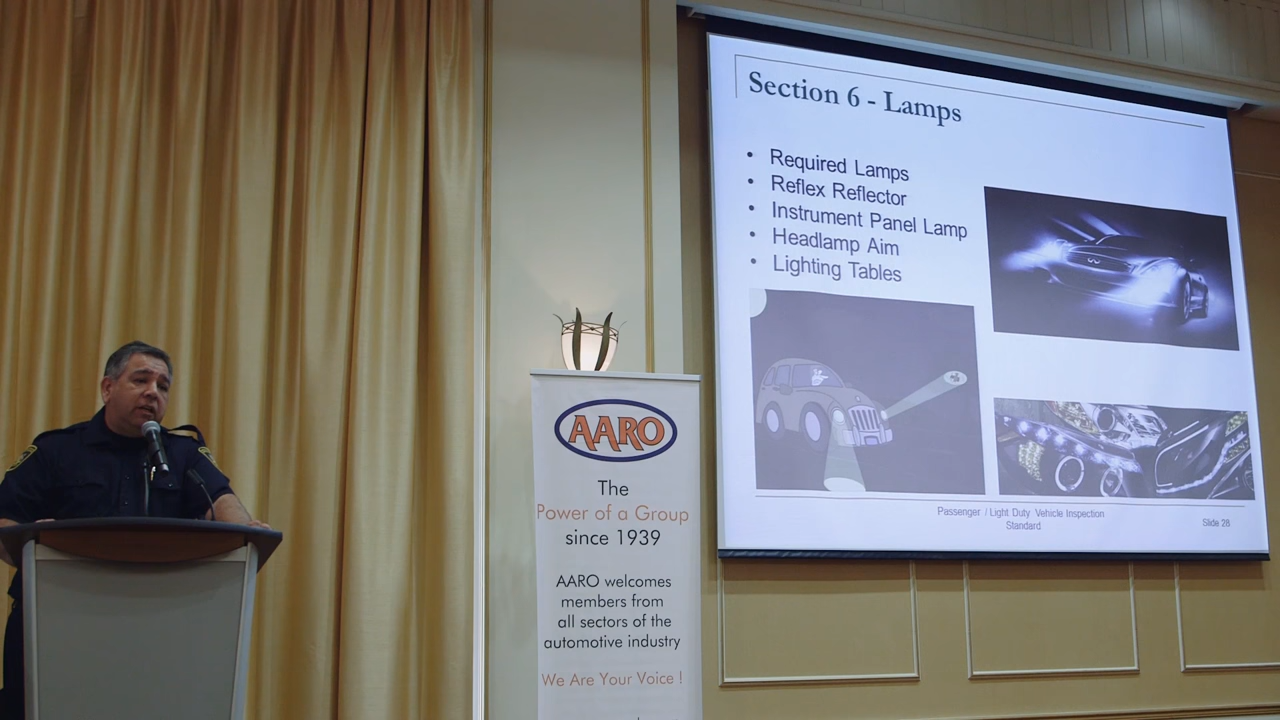 Section 6 - Lamps
• Required Lamps
• Reflex Reflector
• Instrument Panel Lamp
• Headlamp Aim
• Lighting Tables
Passenger / Light Duty Vehicle Inspection
Standard
Slide 28
AARO
The
Power of a Group
since 1939
AARO welcomes
members from
all sectors of the
automotive industry
We Are Your Voice !